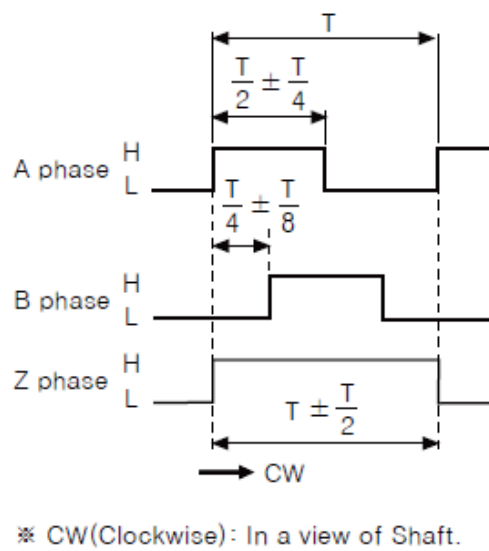 T
T/2 ± T/4
A phase H L
T/4 ± T/8
B phase H L
Z phase H L
T ± T/2
CW
※ CW(Clockwise): In a view of Shaft.